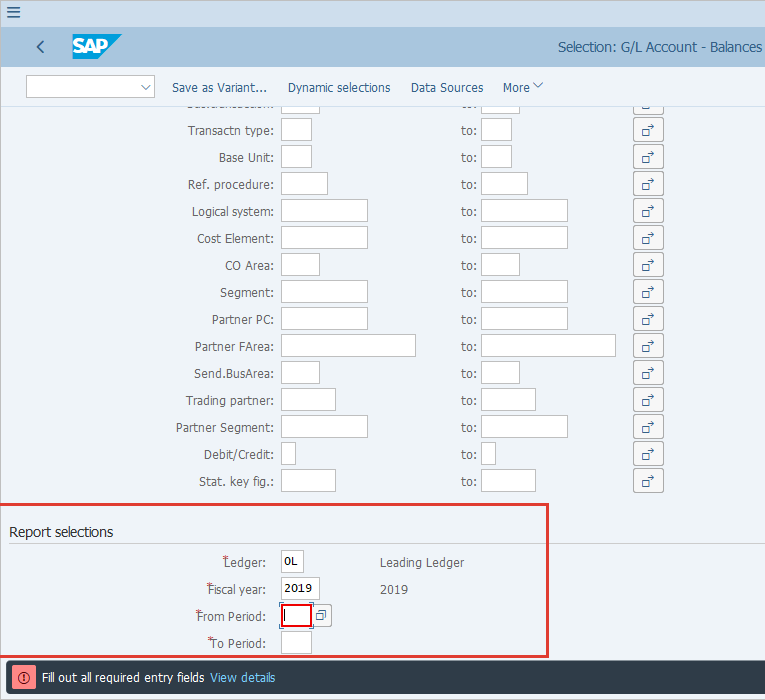 SAP
Selection: G/L Account - Balances
Save as Variant... Dynamic selections Data Sources More
Transactn type: to:
Base Unit: to:
Ref. procedure: to:
Logical system: to:
Cost Element: to:
CO Area: to:
Segment: to:
Partner PC: to:
Partner FArea: to:
Send.BusArea: to:
Trading partner: to:
Partner Segment: to:
Debit/Credit: to:
Stat. key fig.: to:
Report selections
*Ledger: 0L Leading Ledger
*Fiscal year: 2019 2019
*From Period:
*To Period:
Fill out all required entry fields View details